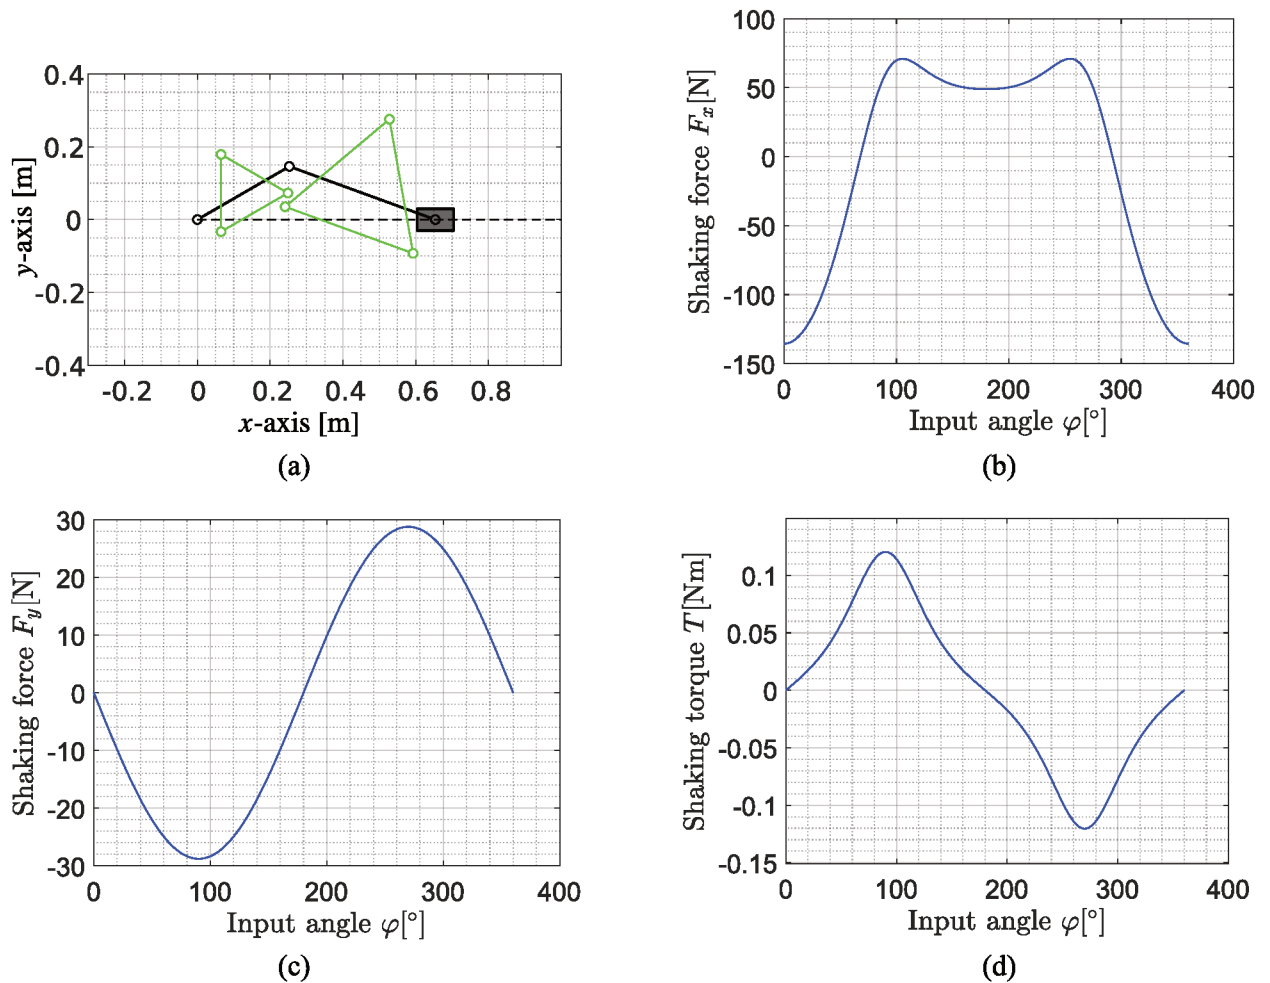 0.4
0.2
0
-0.2
-0.4
-0.2 0 0.2 0.4 0.6 0.8
y-axis [m]
x-axis [m]
(a)
100
50
0
-50
-100
-150
0 100 200 300 400
Shaking force Fₓ[N]
Input angle φ[°]
(b)
30
20
10
0
-10
-20
-30
0 100 200 300 400
Shaking force F_y[N]
Input angle φ[°]
(c)
0.1
0.05
0
-0.05
-0.1
-0.15
0 100 200 300 400
Shaking torque T[Nm]
Input angle φ[°]
(d)